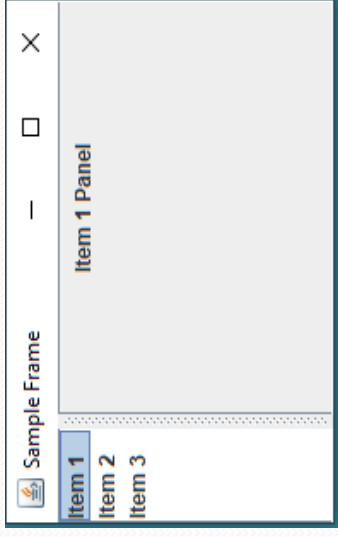 Sample Frame
Item 1
Item 2
Item 3
Item 1 Panel